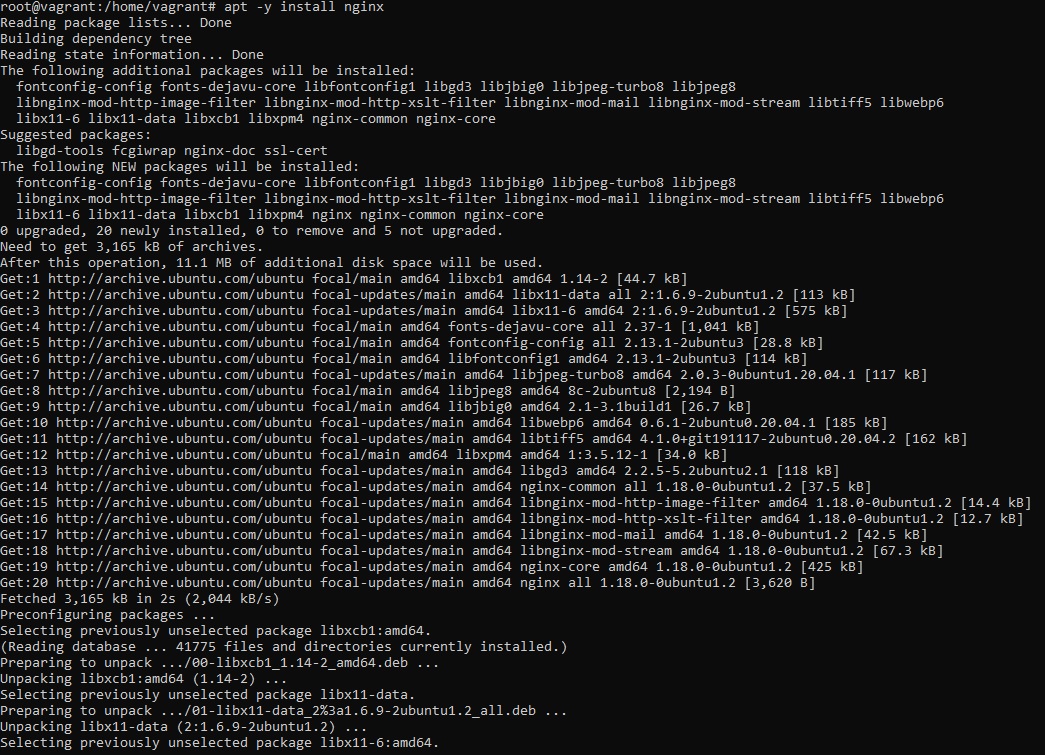 root@vagrant:/home/vagrant# apt -y install nginx
Reading package lists... Done
Building dependency tree
Reading state information... Done
The following additional packages will be installed:
  fontconfig-config fonts-dejavu-core libfontconfig1 libgd3 libjbig0 libjpeg-turbo8 libjpeg8
  libnginx-mod-http-image-filter libnginx-mod-http-xslt-filter libnginx-mod-mail libnginx-mod-stream libtiff5 libwebp6
  libx11-6 libx11-data libxcb1 libxpm4 nginx-common nginx-core
Suggested packages:
  libgd-tools fcgiwrap nginx-doc ssl-cert
The following NEW packages will be installed:
  fontconfig-config fonts-dejavu-core libfontconfig1 libgd3 libjbig0 libjpeg-turbo8 libjpeg8
  libnginx-mod-http-image-filter libnginx-mod-http-xslt-filter libnginx-mod-mail libnginx-mod-stream libtiff5 libwebp6
  libx11-6 libx11-data libxcb1 libxpm4 nginx nginx-common nginx-core
0 upgraded, 20 newly installed, 0 to remove and 5 not upgraded.
Need to get 3,165 kB of archives.
After this operation, 11.1 MB of additional disk space will be used.
Get:1 http://archive.ubuntu.com/ubuntu focal/main amd64 libxcb1 amd64 1.14-2 [44.7 kB]
Get:2 http://archive.ubuntu.com/ubuntu focal-updates/main amd64 libx11-data all 2:1.6.9-2ubuntu1.2 [113 kB]
Get:3 http://archive.ubuntu.com/ubuntu focal-updates/main amd64 libx11-6 amd64 2:1.6.9-2ubuntu1.2 [575 kB]
Get:4 http://archive.ubuntu.com/ubuntu focal/main amd64 fonts-dejavu-core all 2.37-1 [1,041 kB]
Get:5 http://archive.ubuntu.com/ubuntu focal/main amd64 fontconfig-config all 2.13.1-2ubuntu3 [28.8 kB]
Get:6 http://archive.ubuntu.com/ubuntu focal/main amd64 libfontconfig1 amd64 2.13.1-2ubuntu3 [114 kB]
Get:7 http://archive.ubuntu.com/ubuntu focal-updates/main amd64 libjpeg-turbo8 amd64 2.0.3-0ubuntu1.20.04.1 [117 kB]
Get:8 http://archive.ubuntu.com/ubuntu focal/main amd64 libjpeg8 amd64 8c-2ubuntu8 [2,194 B]
Get:9 http://archive.ubuntu.com/ubuntu focal/main amd64 libjbig0 amd64 2.1-3.1build1 [26.7 kB]
Get:10 http://archive.ubuntu.com/ubuntu focal-updates/main amd64 libwebp6 amd64 0.6.1-2ubuntu0.20.04.1 [185 kB]
Get:11 http://archive.ubuntu.com/ubuntu focal-updates/main amd64 libtiff5 amd64 4.1.0+git191117-2ubuntu0.20.04.2 [162 kB]
Get:12 http://archive.ubuntu.com/ubuntu focal/main amd64 libxpm4 amd64 1:3.5.12-1 [34.0 kB]
Get:13 http://archive.ubuntu.com/ubuntu focal-updates/main amd64 libgd3 amd64 2.2.5-5.2ubuntu2.1 [118 kB]
Get:14 http://archive.ubuntu.com/ubuntu focal-updates/main amd64 nginx-common all 1.18.0-0ubuntu1.2 [37.5 kB]
Get:15 http://archive.ubuntu.com/ubuntu focal-updates/main amd64 libnginx-mod-http-image-filter amd64 1.18.0-0ubuntu1.2 [14.4 kB]
Get:16 http://archive.ubuntu.com/ubuntu focal-updates/main amd64 libnginx-mod-http-xslt-filter amd64 1.18.0-0ubuntu1.2 [12.7 kB]
Get:17 http://archive.ubuntu.com/ubuntu focal-updates/main amd64 libnginx-mod-mail amd64 1.18.0-0ubuntu1.2 [42.5 kB]
Get:18 http://archive.ubuntu.com/ubuntu focal-updates/main amd64 libnginx-mod-stream amd64 1.18.0-0ubuntu1.2 [67.3 kB]
Get:19 http://archive.ubuntu.com/ubuntu focal-updates/main amd64 nginx-core amd64 1.18.0-0ubuntu1.2 [425 kB]
Get:20 http://archive.ubuntu.com/ubuntu focal-updates/main amd64 nginx all 1.18.0-0ubuntu1.2 [3,620 B]
Fetched 3,165 kB in 2s (2,044 kB/s)
Preconfiguring packages ...
Selecting previously unselected package libxcb1:amd64.
(Reading database ... 41775 files and directories currently installed.)
Preparing to unpack .../00-libxcb1_1.14-2_amd64.deb ...
Unpacking libxcb1:amd64 (1.14-2) ...
Selecting previously unselected package libx11-data.
Preparing to unpack .../01-libx11-data_2%3a1.6.9-2ubuntu1.2_all.deb ...
Unpacking libx11-data (2:1.6.9-2ubuntu1.2) ...
Selecting previously unselected package libx11-6:amd64.